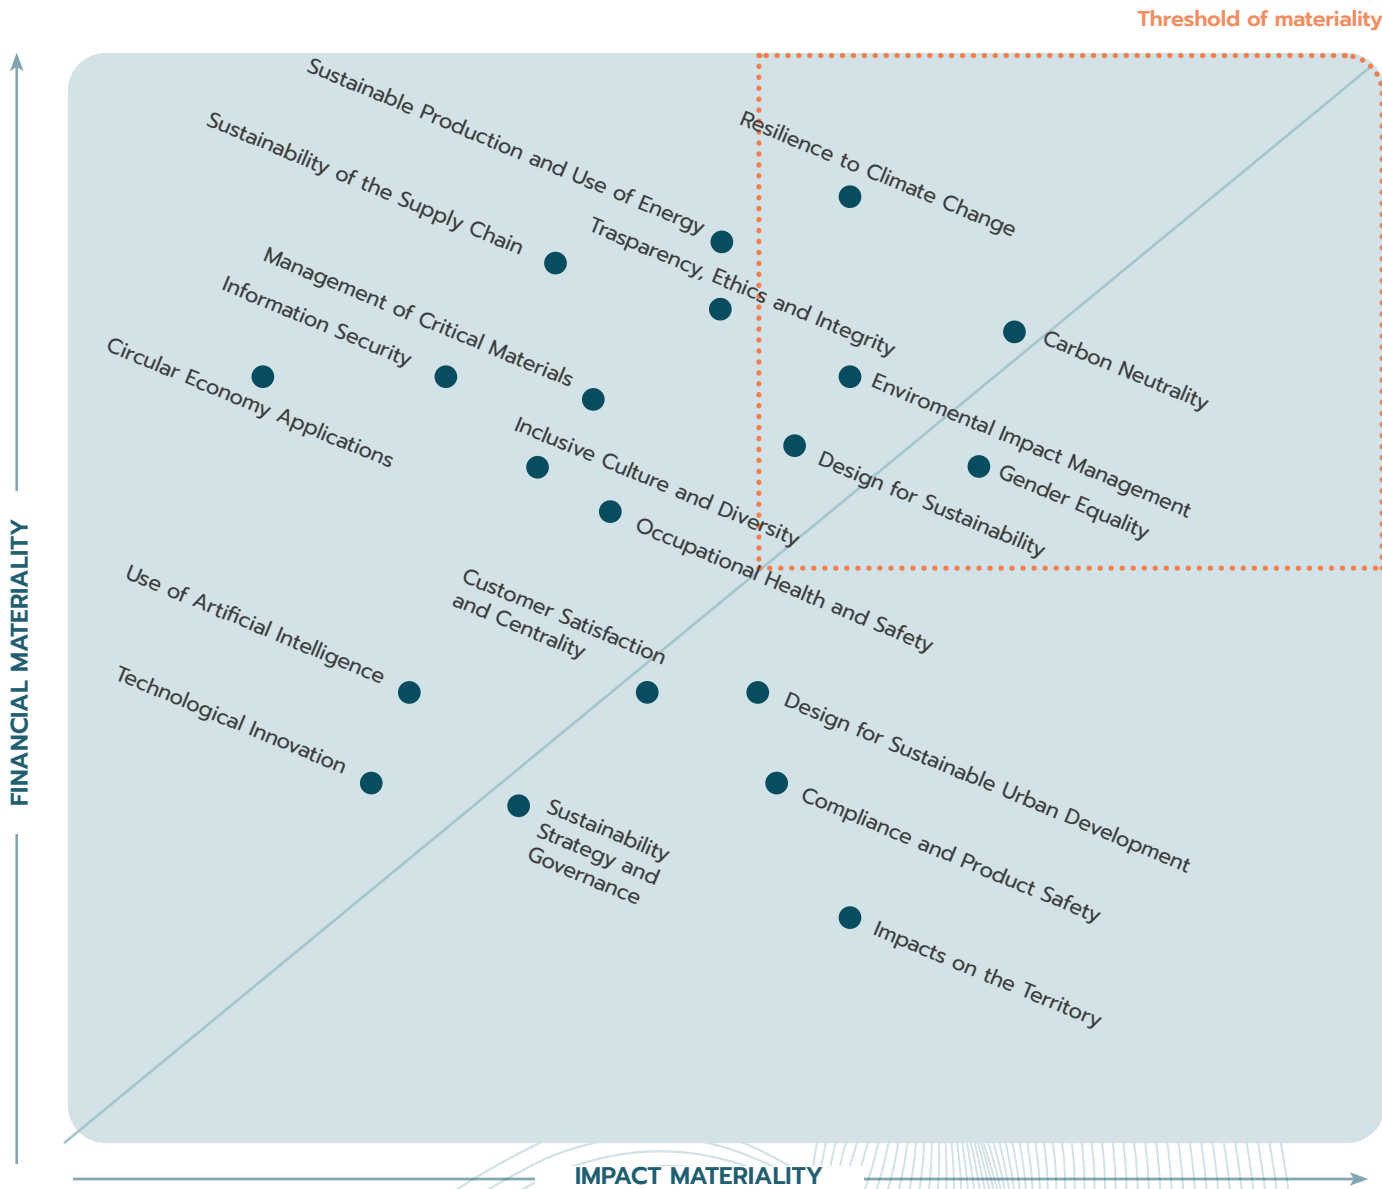 Threshold of materiality
Sustainable Production and Use of Energy
Resilience to Climate Change
Sustainability of the Supply Chain
Trasparency, Ethics and Integrity
Management of Critical Materials
Information Security
Circular Economy Applications
Carbon Neutrality
Enviromental Impact Management
Inclusive Culture and Diversity
Design for Sustainability
Gender Equality
Occupational Health and Safety
FINANCIAL MATERIALITY
Use of Artificial Intelligence
Customer Satisfaction
and Centrality
Technological Innovation
Design for Sustainable Urban Development
Compliance and Product Safety
Sustainability
Strategy and
Governance
Impacts on the Territory
IMPACT MATERIALITY